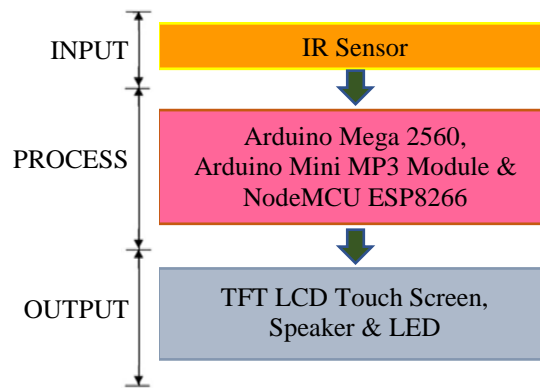 INPUT
IR Sensor
PROCESS
Arduino Mega 2560,
Arduino Mini MP3 Module &
NodeMCU ESP8266
OUTPUT
TFT LCD Touch Screen,
Speaker & LED